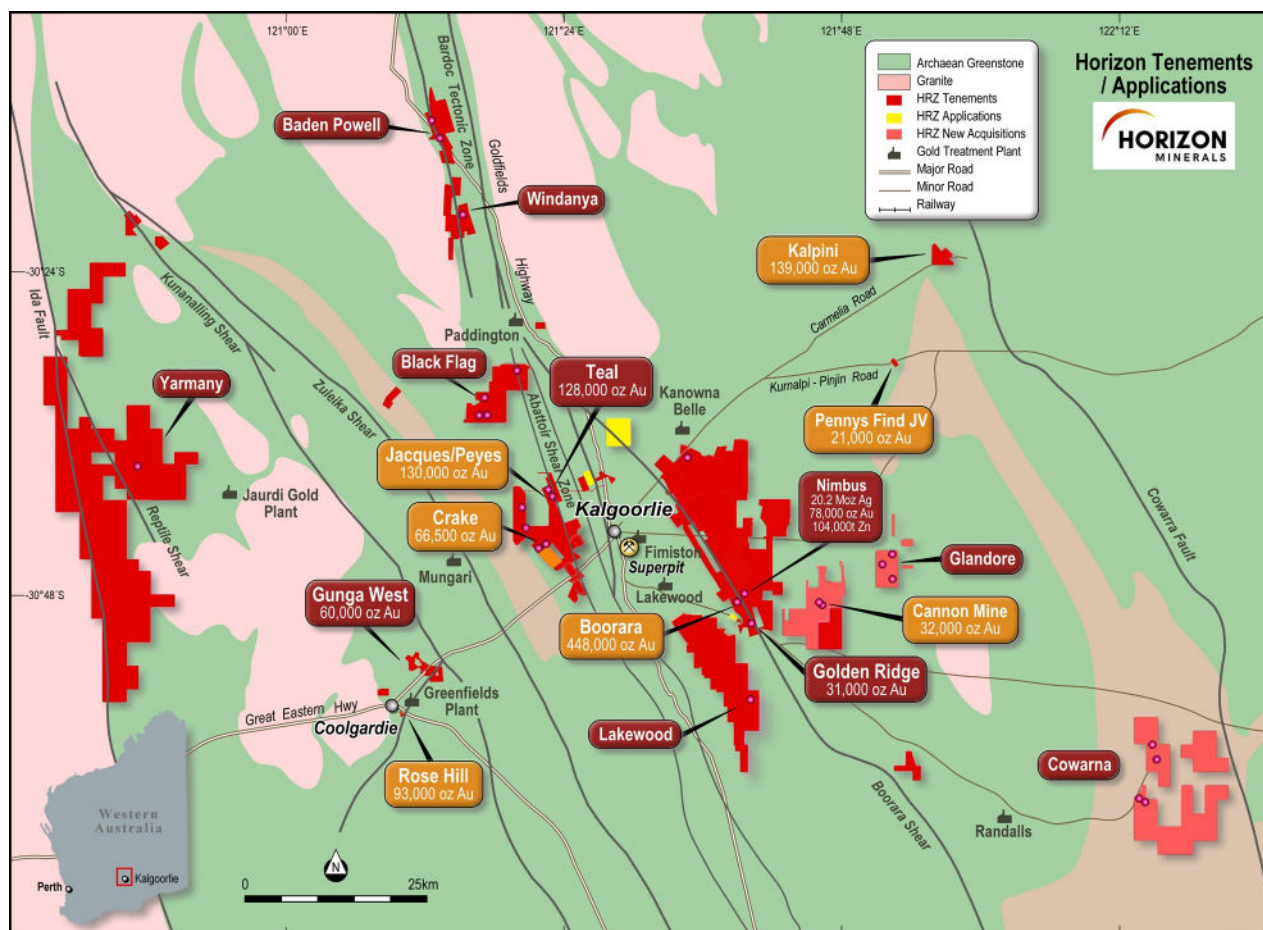 121°00´E
121°24´E
121°48´E
122°12´E
-30°24´S
-30°48´S
Horizon Tenements
/ Applications
HORIZON
MINERALS
Archaean Greenstone
Granite
HRZ Tenements
HRZ Applications
HRZ New Acquisitions
Gold Treatment Plant
Major Road
Minor Road
Railway
Bardoc Tectonic Zone
Goldfields
Highway
Baden Powell
Windanya
Kalpini
139,000 oz Au
Carmelia Road
Ida Fault
Kunanalling Shear
Zuleika Shear
Paddington
Black Flag
Teal
128,000 oz Au
Kanowna
Belle
Kurnalpi - Pinjin Road
Pennys Find JV
21,000 oz Au
Yarmany
Abattoir Shear Zone
Jacques/Peyes
130,000 oz Au
Jaurdi Gold
Plant
Reptile Shear
Crake
66,500 oz Au
Kalgoorlie
Nimbus
20.2 Moz Ag
78,000 oz Au
104,000t Zn
Cowarra Fault
Fimiston
Superpit
Mungari
Lakewood
Glandore
Gunga West
60,000 oz Au
Boorara
448,000 oz Au
Cannon Mine
32,000 oz Au
Golden Ridge
31,000 oz Au
Greenfields
Plant
Great Eastern Hwy
Coolgardie
Lakewood
Cowarna
Rose Hill
93,000 oz Au
Boorara Shear
Randalls
Western
Australia
Perth
Kalgoorlie
N
0
25km